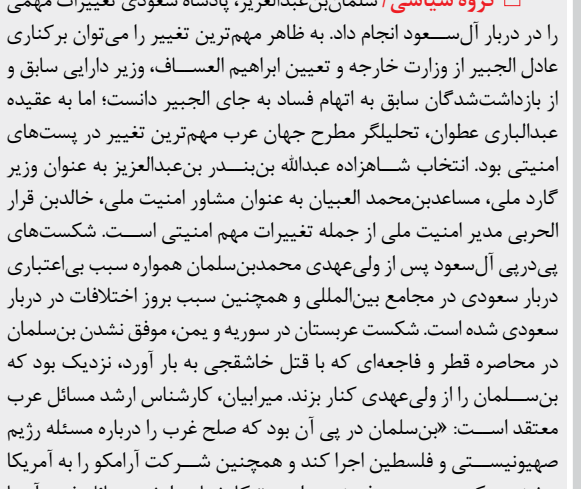 □ گروه سیاسی/ سلمان‌بن‌عبدالعزیز، پادشاه سعودی تغییرات مهمی
را در دربار آل‌سعود انجام داد. به ظاهر مهم‌ترین تغییر را می‌توان برکناری
عادل الجبیر از وزارت خارجه و تعیین ابراهیم العساف، وزیر دارایی سابق و
از بازداشت‌شدگان سابق به اتهام فساد به جای الجبیر دانست؛ اما به عقیده
عبدالباری عطوان، تحلیلگر مطرح جهان عرب مهم‌ترین تغییر در پست‌های
امنیتی بود. انتخاب شاهزاده عبدالله بن‌بندر بن‌عبدالعزیز به عنوان وزیر
گارد ملی، مساعدبن‌محمد العبیان به عنوان مشاور امنیت ملی، خالدبن قرار
الحربی مدیر امنیت ملی از جمله تغییرات مهم امنیتی است. شکست‌های
پی‌درپی آل‌سعود پس از ولی‌عهدی محمدبن‌سلمان همواره سبب بی‌اعتباری
دربار سعودی در مجامع بین‌المللی و همچنین سبب بروز اختلافات در دربار
سعودی شده است. شکست عربستان در سوریه و یمن، موفق نشدن بن‌سلمان
در محاصره قطر و فاجعه‌ای که با قتل خاشقجی به بار آورد، نزدیک بود که
بن‌سلمان را از ولی‌عهدی کنار بزند. میرابیان، کارشناس ارشد مسائل عرب
معتقد است: «بن‌سلمان در پی آن بود که صلح غرب را درباره مسئله رژیم
صهیونیستی و فلسطین اجرا کند و همچنین شرکت آرامکو را به آمریکا